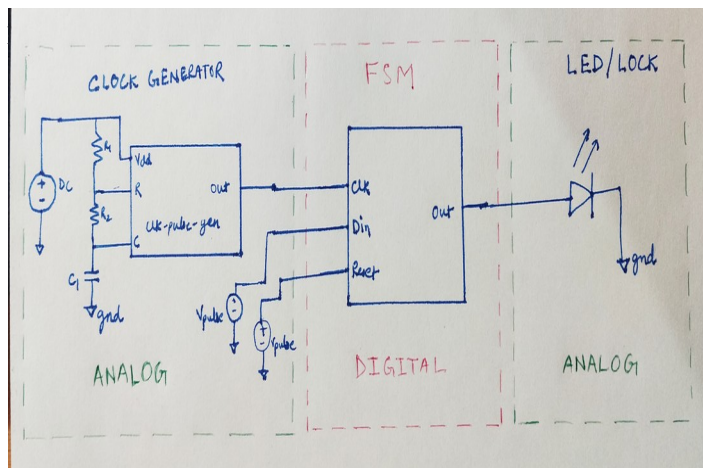 CLOCK GENERATOR
FSM
LED/LOCK
DC
R1
R2
C1
gnd
Vdd
R
C
out
clk-pulse-gen
Vpulse
Vpulse
Clk
Din
Reset
Out
gnd
ANALOG
DIGITAL
ANALOG